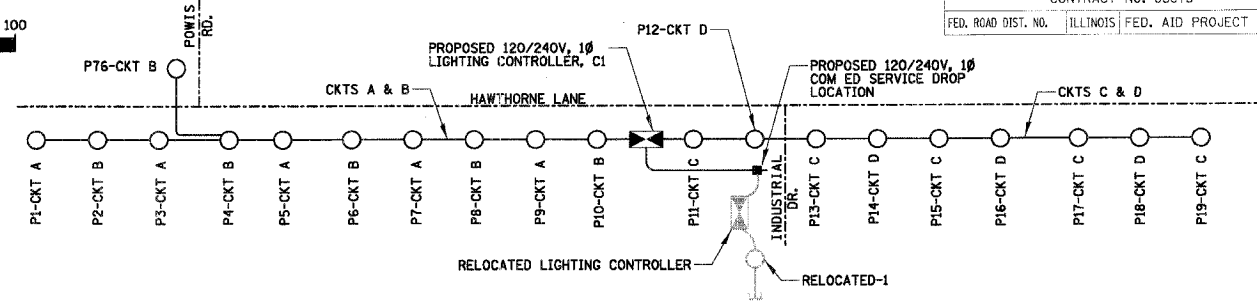 CONTRACT NO.
FED. ROAD DIST. NO. ILLINOIS FED. AID PROJECT
100
POWIS
RD.
P76-CKT B
PROPOSED 120/240V, 1Ø
LIGHTING CONTROLLER, C1
P12-CKT D
PROPOSED 120/240V, 1Ø
COM ED SERVICE DROP
LOCATION
CKTS A & B
HAWTHORNE LANE
CKTS C & D
P1-CKT A
P2-CKT B
P3-CKT A
P4-CKT B
P5-CKT A
P6-CKT B
P7-CKT A
P8-CKT B
P9-CKT A
P10-CKT B
P11-CKT C
INDUSTRIAL
DR.
P13-CKT C
P14-CKT D
P15-CKT C
P16-CKT D
P17-CKT C
P18-CKT D
P19-CKT C
RELOCATED LIGHTING CONTROLLER
RELOCATED-1